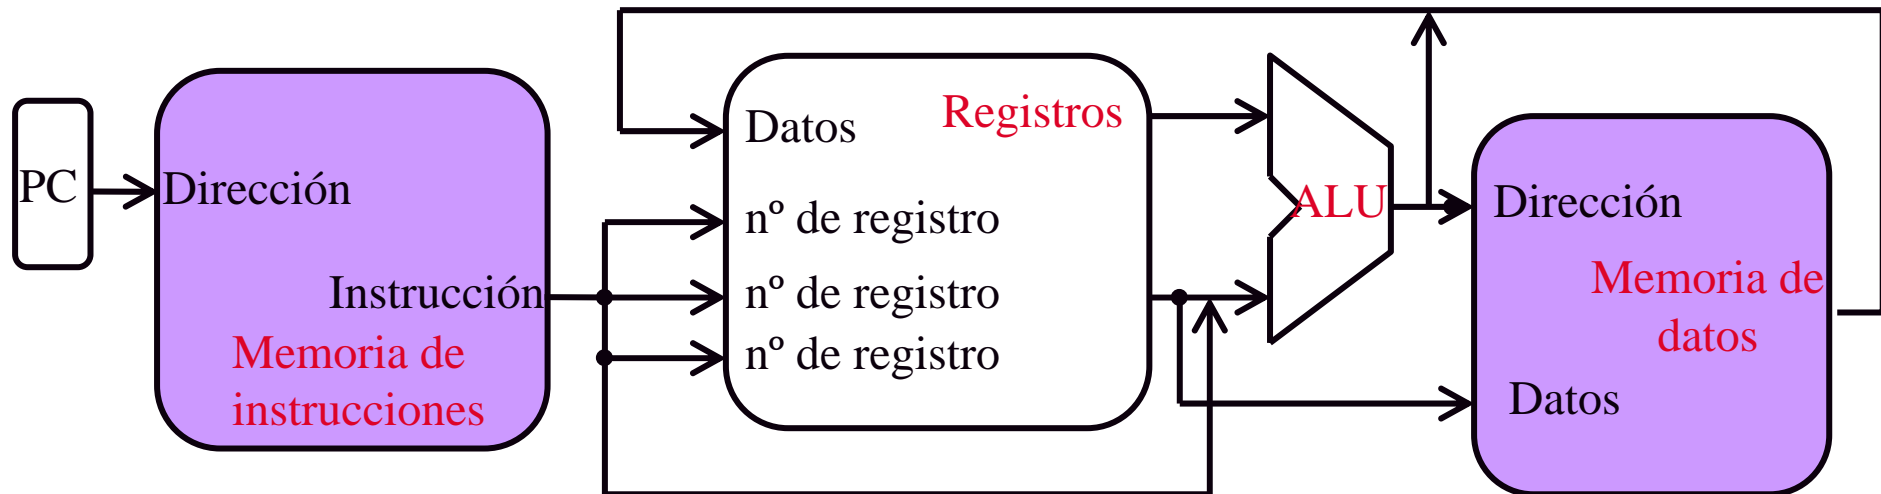 PC
Dirección
Instrucción
Memoria de
instrucciones
Datos
Registros
nº de registro
nº de registro
nº de registro
ALU
Dirección
Memoria de
datos
Datos